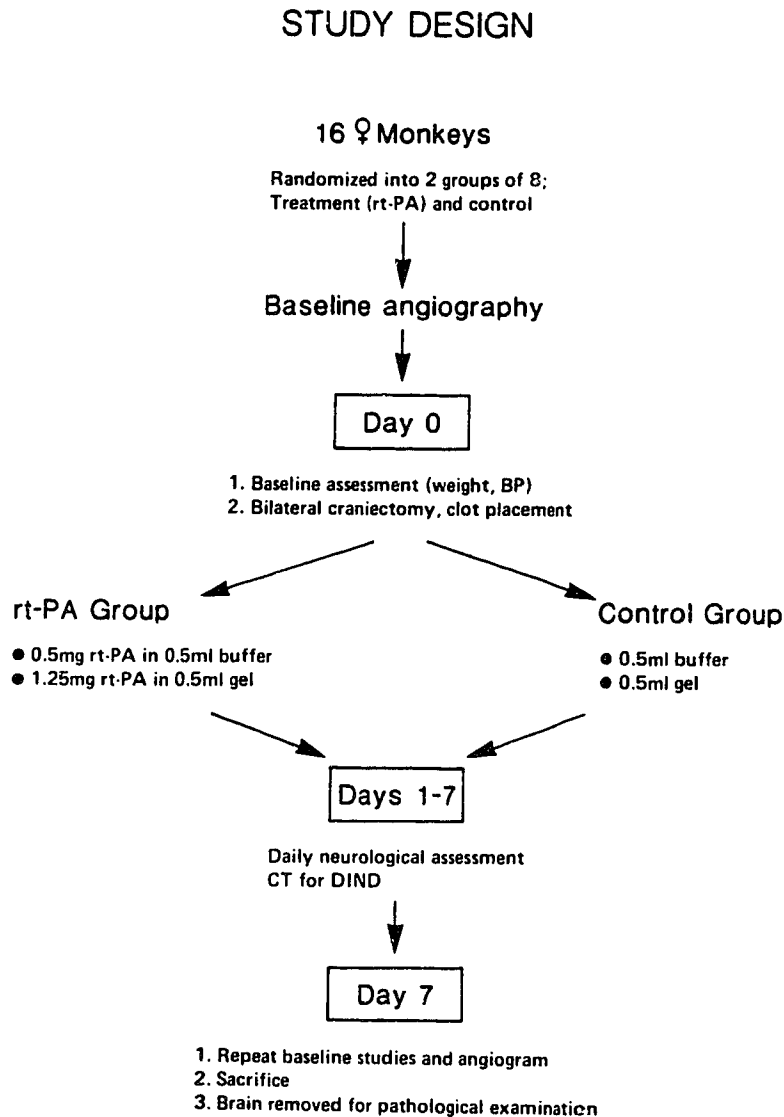 STUDY DESIGN
16 ♀ Monkeys
Randomized into 2 groups of 8;
Treatment (rt-PA) and control
Baseline angiography
Day 0
1. Baseline assessment (weight, BP)
2. Bilateral craniectomy, clot placement
rt-PA Group
● 0.5mg rt-PA in 0.5ml buffer
● 1.25mg rt-PA in 0.5ml gel
Control Group
● 0.5ml buffer
● 0.5ml gel
Days 1-7
Daily neurological assessment
CT for DIND
Day 7
1. Repeat baseline studies and angiogram
2. Sacrifice
3. Brain removed for pathological examination